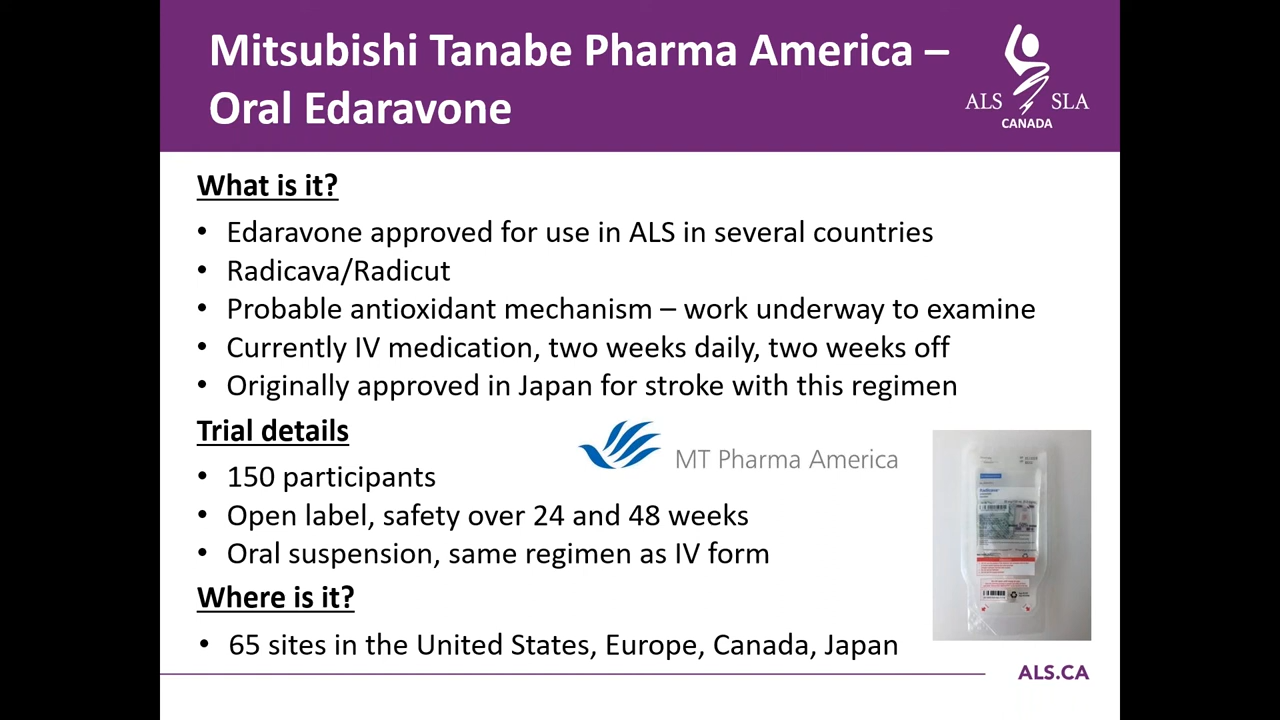 Mitsubishi Tanabe Pharma America –
Oral Edaravone
ALS SLA
CANADA
What is it?
• Edaravone approved for use in ALS in several countries
• Radicava/Radicut
• Probable antioxidant mechanism – work underway to examine
• Currently IV medication, two weeks daily, two weeks off
• Originally approved in Japan for stroke with this regimen
Trial details
MT Pharma America
• 150 participants
• Open label, safety over 24 and 48 weeks
• Oral suspension, same regimen as IV form
Where is it?
• 65 sites in the United States, Europe, Canada, Japan
ALS.CA